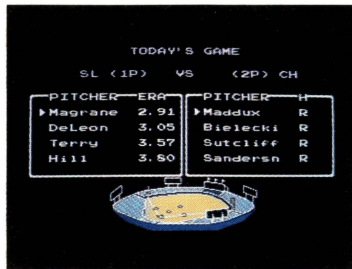 TODAY'S GAME
SL (1P) VS (2P) CH
PITCHER ERA PITCHER H
Magrane 2.91 Maddux R
DeLeon 3.05 Bielecki R
Terry 3.57 Sutcliff R
Hill 3.80 Sandersn R